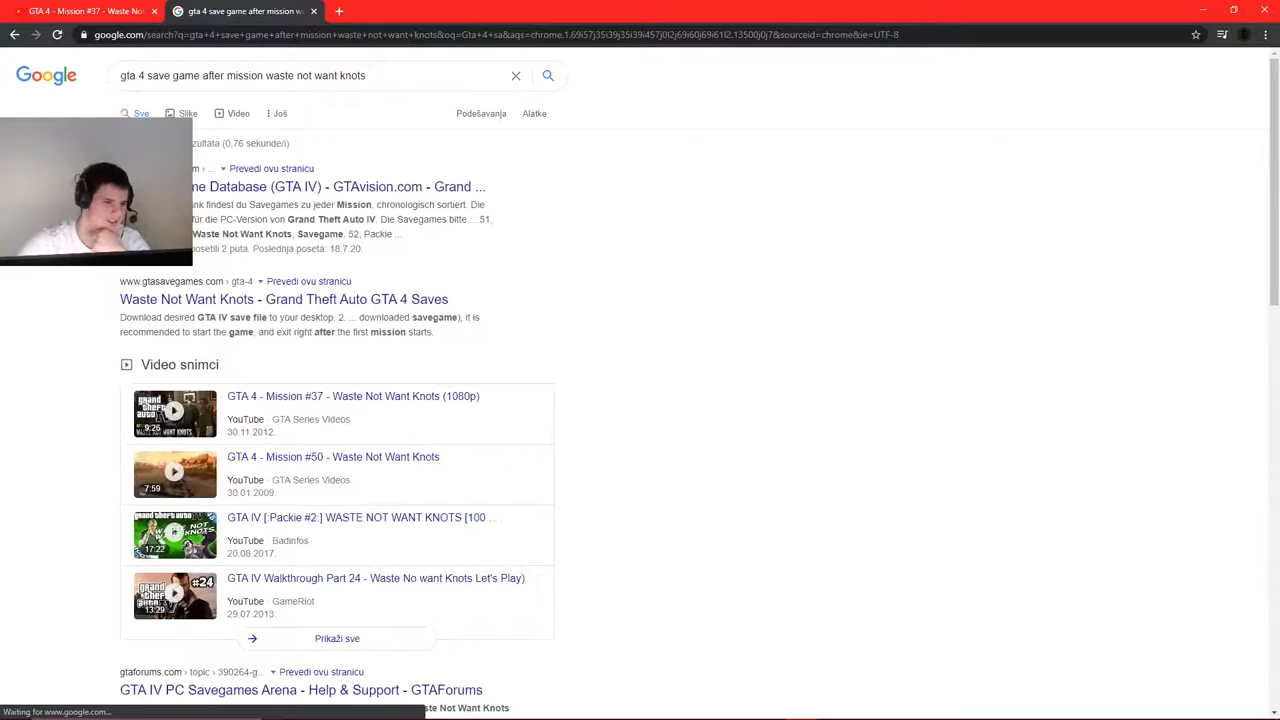 GTA 4 - Mission #37 - Waste Not
gta 4 save game after mission wa
google.com/search?q=gta+4+save+game+after+mission+waste+not+want+knots&oq=Gta+4+sa&aqs=chrome.1.69i57j35i39j35i39i457j0l2j69i60j69i61l2.13500j0j7&sourceid=chrome&ie=UTF-8
Google
gta 4 save game after mission waste not want knots
Sve
Slike
Video
Još
Podešavanja
Alatke
zultata (0,76 sekunde/i)
m › ... Prevedi ovu stranicu
ne Database (GTA IV) - GTAvision.com - Grand ...
nk findest du Savegames zu jeder Mission, chronologisch sortiert. Die
für die PC-Version von Grand Theft Auto IV. Die Savegames bitte ... 51,
Waste Not Want Knots, Savegame. 52, Packie ...
posetili 2 puta. Poslednja poseta: 18.7.20.
www.gtasavegames.com › gta-4 Prevedi ovu stranicu
Waste Not Want Knots - Grand Theft Auto GTA 4 Saves
Download desired GTA IV save file to your desktop. 2. ... downloaded savegame), it is
recommended to start the game, and exit right after the first mission starts.
Video snimci
GTA 4 - Mission #37 - Waste Not Want Knots (1080p)
9:26
YouTube · GTA Series Videos
30.11.2012.
GTA 4 - Mission #50 - Waste Not Want Knots
7:59
YouTube · GTA Series Videos
30.01.2009.
GTA IV [:Packie #2:] WASTE NOT WANT KNOTS [100 ...
17:22
YouTube · Badinfos
20.08.2017.
GTA IV Walkthrough Part 24 - Waste No want Knots Let's Play)
#24
13:29
YouTube · GameRiot
29.07.2013.
Prikaži sve
gtaforums.com › topic › 390264-g... Prevedi ovu stranicu
GTA IV PC Savegames Arena - Help & Support - GTAForums
ste Not Want Knots
Waiting for www.google.com...